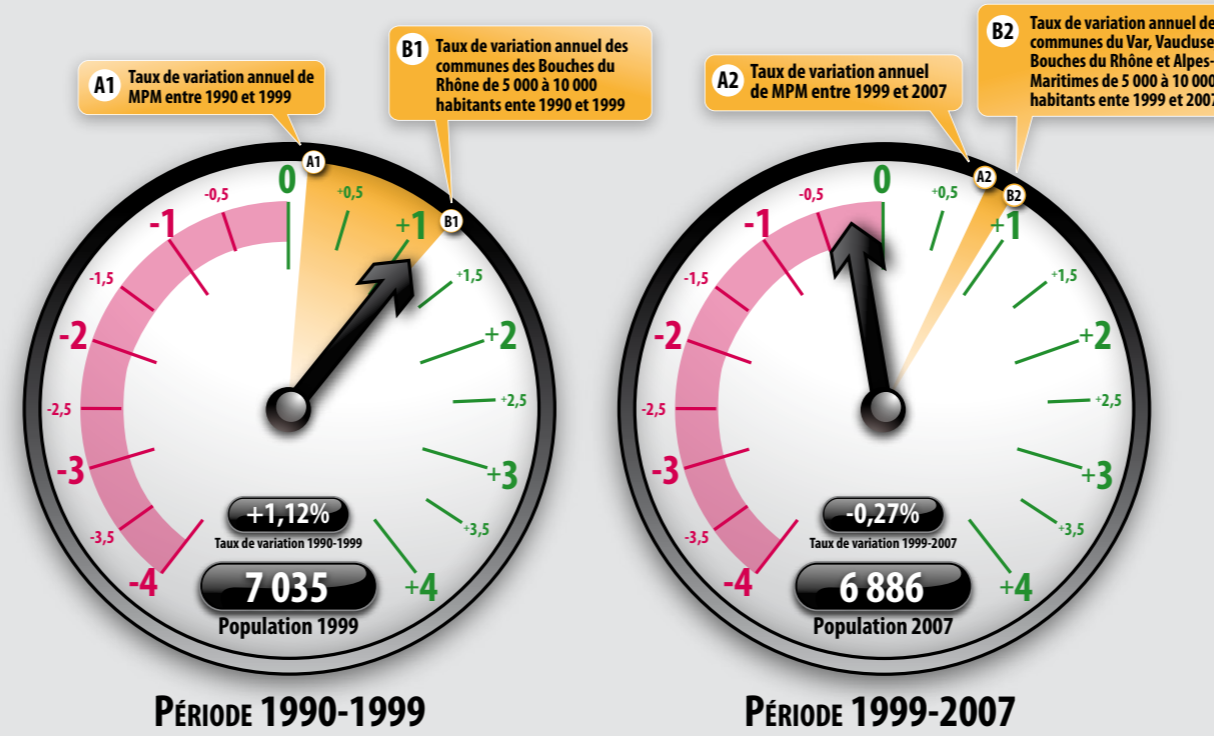 A1
Taux de variation annuel de
MPM entre 1990 et 1999
B1
Taux de variation annuel des
communes des Bouches du
Rhône de 5 000 à 10 000
habitants ente 1990 et 1999
A1
B1
0
-0,5
-1
-1,5
-2
-2,5
-3
-3,5
-4
+0,5
+1
+1,5
+2
+2,5
+3
+3,5
+4
+1,12%
Taux de variation 1990-1999
7 035
Population 1999
PÉRIODE 1990-1999
A2
Taux de variation annuel
de MPM entre 1999 et 2007
B2
Taux de variation annuel de
communes du Var, Vaucluse
Bouches du Rhône et Alpes-
Maritimes de 5 000 à 10 000
habitants ente 1999 et 2007
A2
B2
0
-0,5
-1
-1,5
-2
-2,5
-3
-3,5
-4
+0,5
+1
+1,5
+2
+2,5
+3
+3,5
+4
-0,27%
Taux de variation 1999-2007
6 886
Population 2007
PÉRIODE 1999-2007